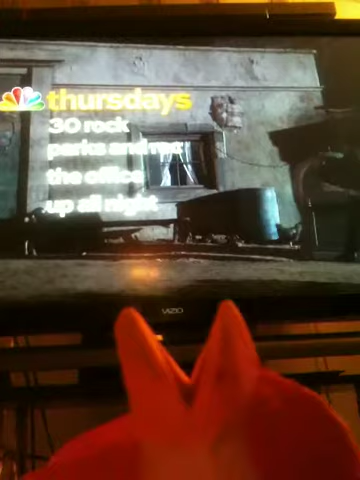 thursdays
30 rock
parks and rec
the office
up all night
VIZIO